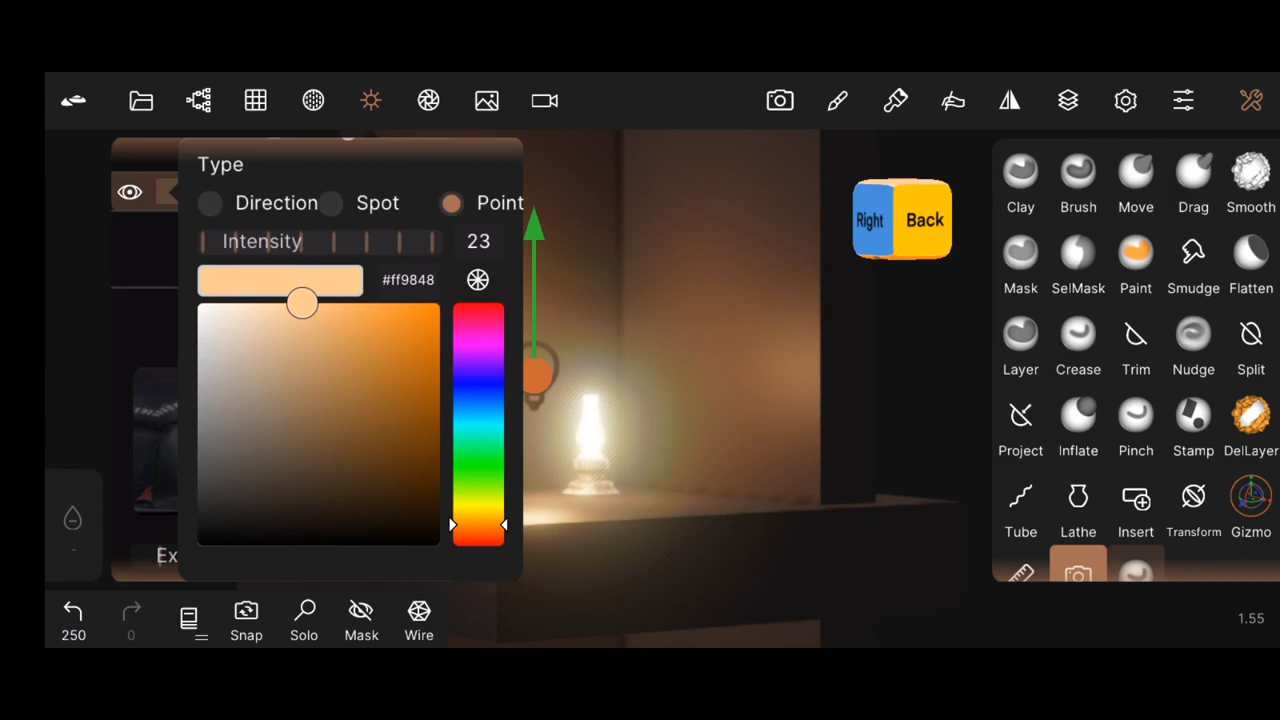 Type
Direction Spot Point
Intensity 23
#ff9848
Ex
Right Back
Clay Brush Move Drag Smooth
Mask SelMask Paint Smudge Flatten
Layer Crease Trim Nudge Split
Project Inflate Pinch Stamp DelLayer
Tube Lathe Insert Transform Gizmo
250 0 Snap Solo Mask Wire
1.55